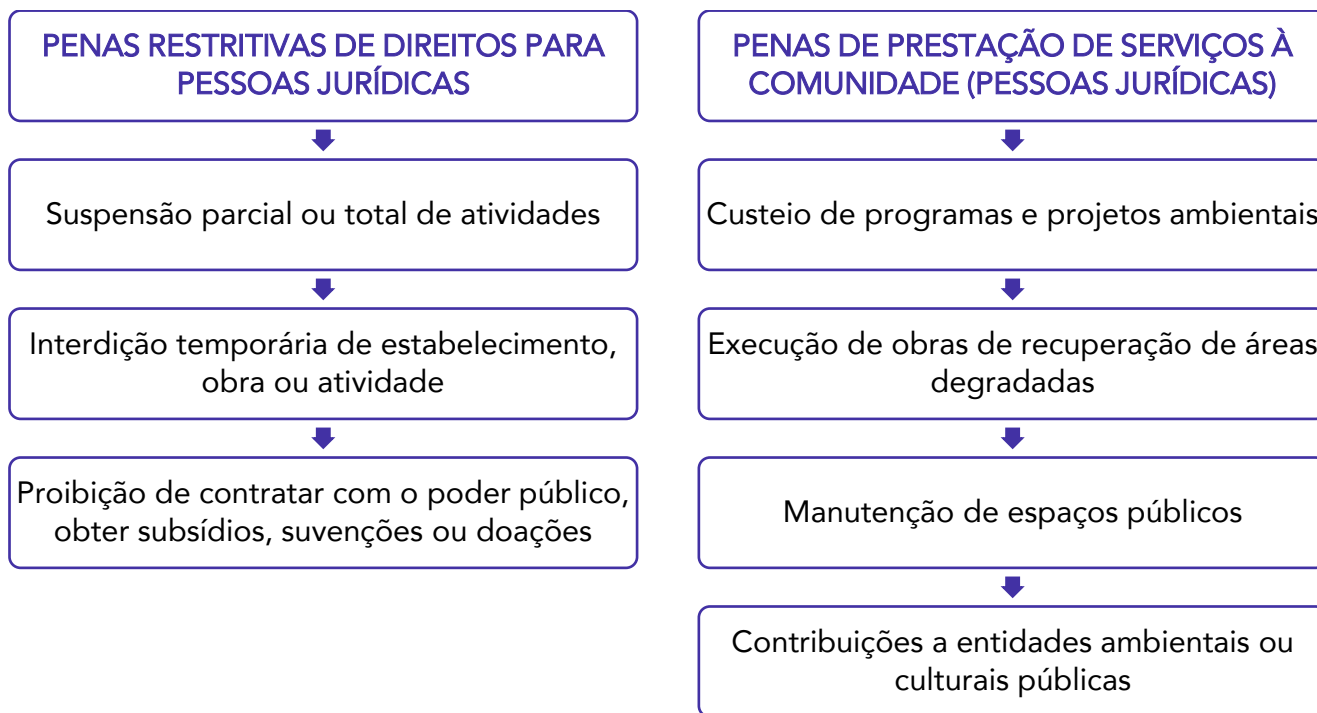 PENAS RESTRITIVAS DE DIREITOS PARA
PESSOAS JURÍDICAS
Suspensão parcial ou total de atividades
Interdição temporária de estabelecimento,
obra ou atividade
Proibição de contratar com o poder público,
obter subsídios, suvenções ou doações
PENAS DE PRESTAÇÃO DE SERVIÇOS À
COMUNIDADE (PESSOAS JURÍDICAS)
Custeio de programas e projetos ambientais
Execução de obras de recuperação de áreas
degradadas
Manutenção de espaços públicos
Contribuições a entidades ambientais ou
culturais públicas